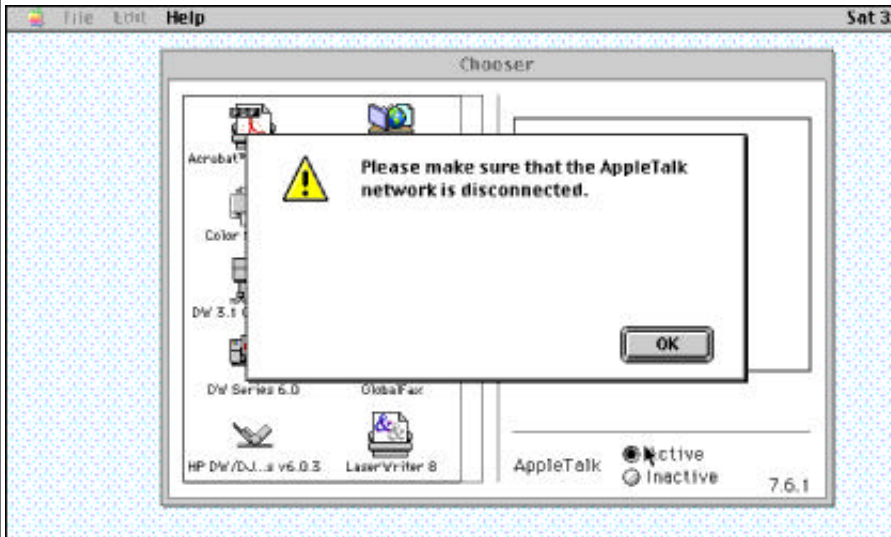 File Edit Help Sat 3
Chooser
Acrobat™
Please make sure that the AppleTalk
network is disconnected.
Color
DW 3.1
OK
DW Series 6.0 GlobalFax
HP DW/DJ...s v6.0.3 LaserWriter 8
AppleTalk Active
Inactive
7.6.1